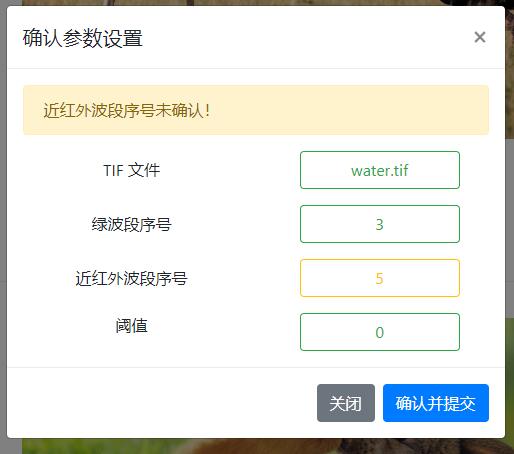 确认参数设置
×
近红外波段序号未确认！
TIF 文件 water.tif
绿波段序号 3
近红外波段序号 5
阈值 0
关闭 确认并提交